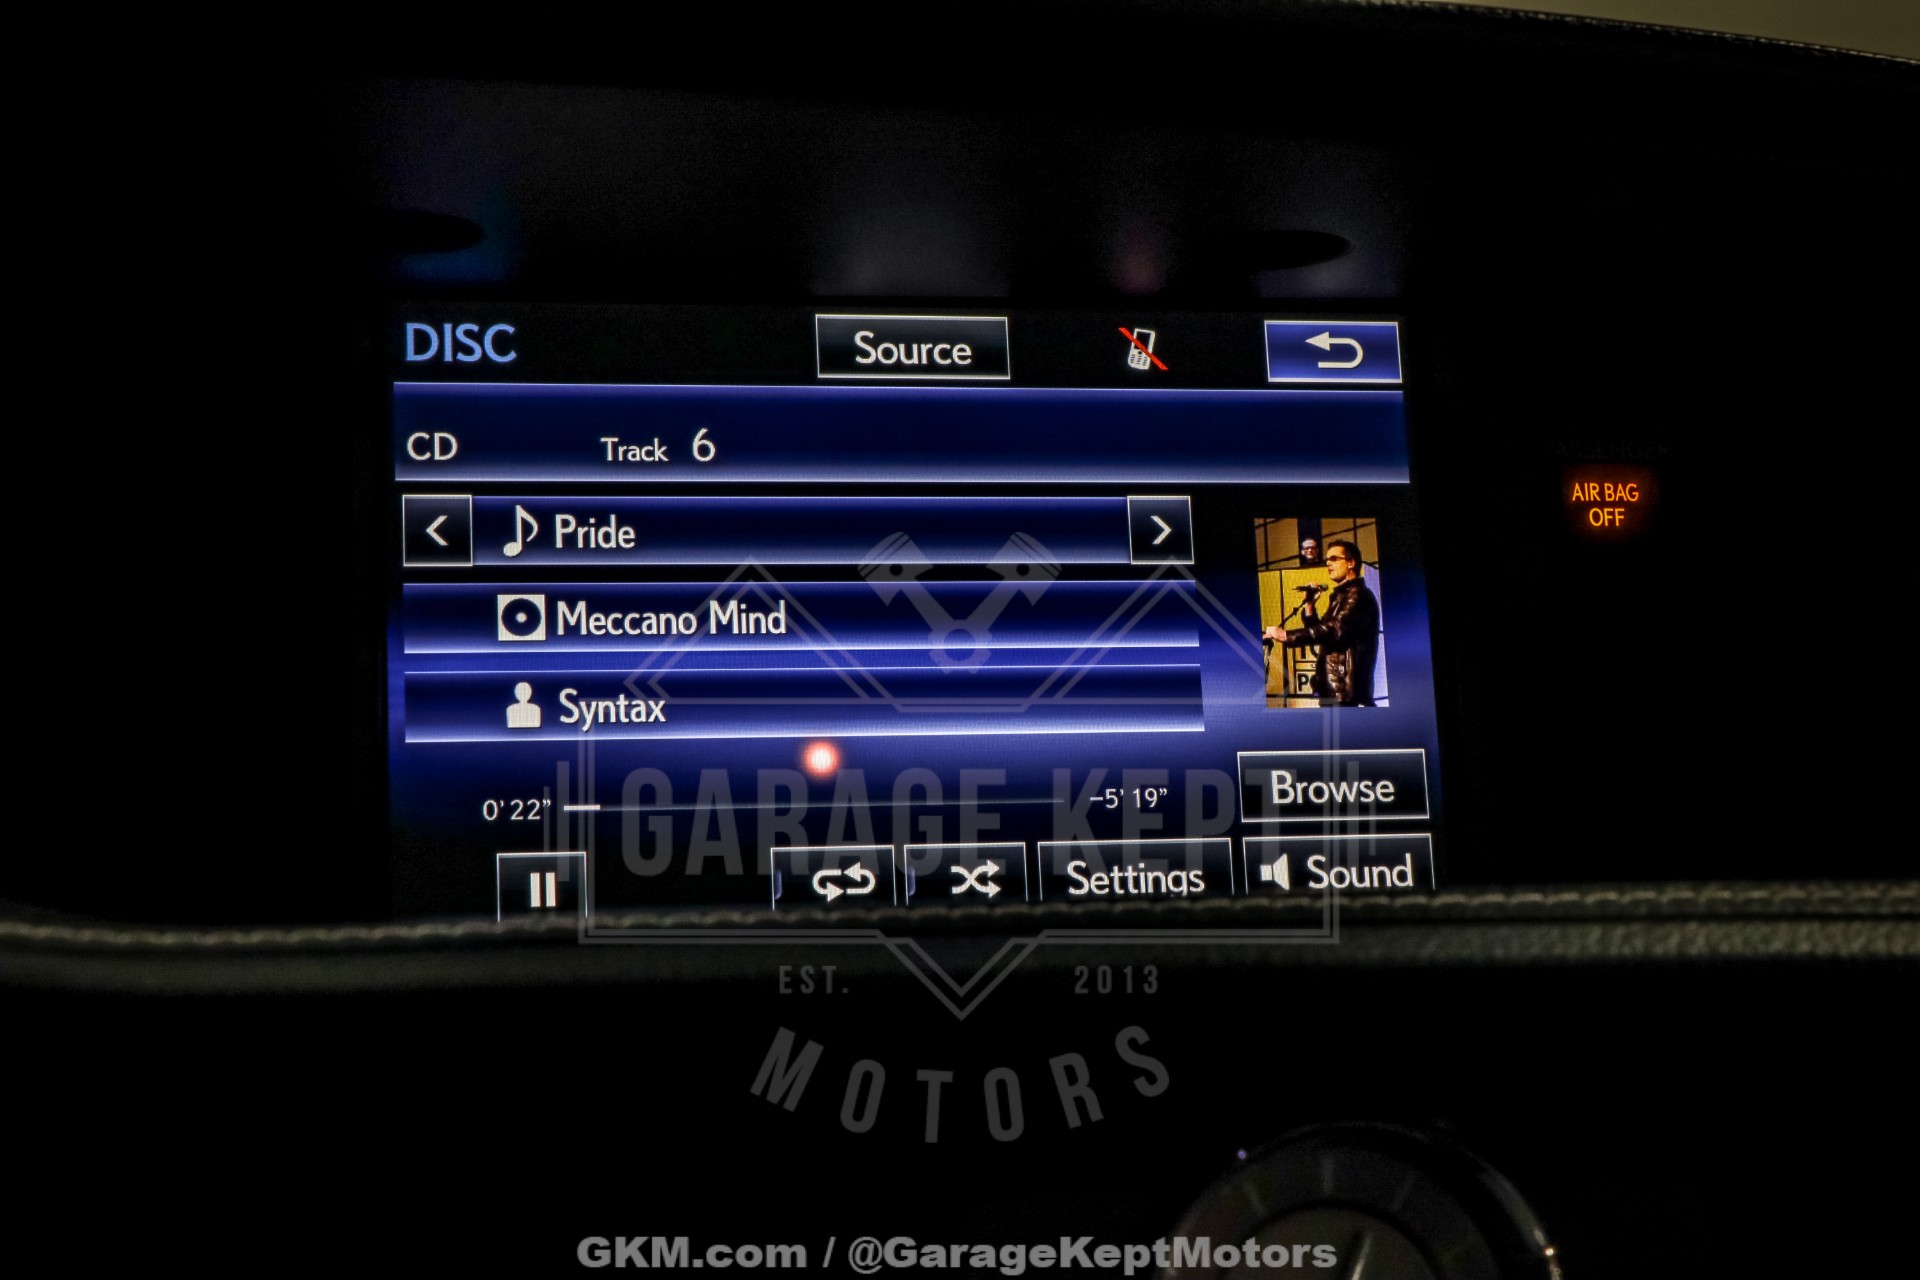 DISC
Source
CD
Track 6
PASSENGER
AIR BAG
OFF
Pride
Meccano Mind
Syntax
0' 22"
-5' 19"
Browse
Settings
Sound
GARAGE KEPT
EST. 2013
MOTORS
GKM.com / @GarageKeptMotors